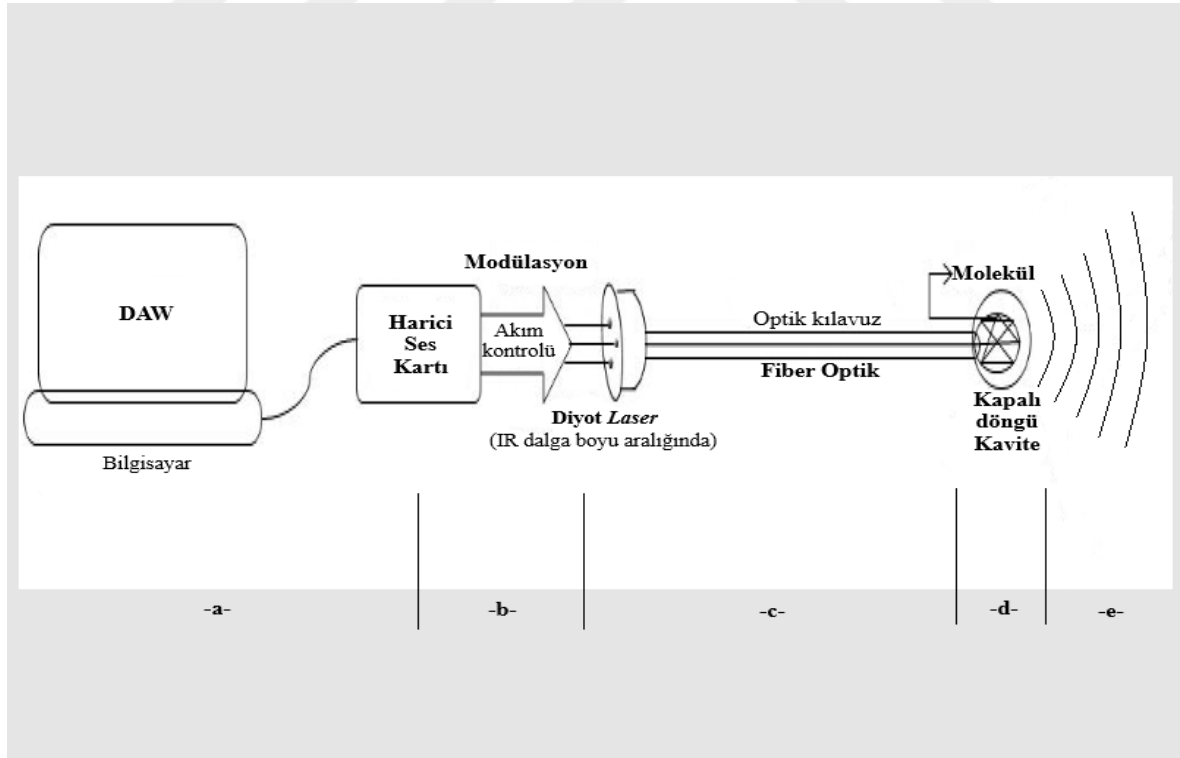 DAW
Bilgisayar
Harici
Ses
Kartı
Modülasyon
Akım
kontrolü
Diyot Laser
(IR dalga boyu aralığında)
Optik kılavuz
Fiber Optik
Molekül
Kapalı
döngü
Kavite
-a-
-b-
-c-
-d-
-e-